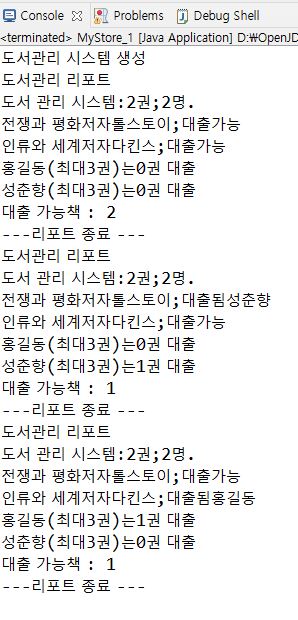 Console Problems Debug Shell
<terminated> MyStore_1 [Java Application] D:₩OpenJD
도서관리 시스템 생성
도서관리 리포트
도서 관리 시스템:2권;2명.
전쟁과 평화저자톨스토이;대출가능
인류와 세계저자다킨스;대출가능
홍길동(최대3권)는0권 대출
성춘향(최대3권)는0권 대출
대출 가능책 : 2
---리포트 종료 ---
도서관리 리포트
도서 관리 시스템:2권;2명.
전쟁과 평화저자톨스토이;대출됨성춘향
인류와 세계저자다킨스;대출가능
홍길동(최대3권)는0권 대출
성춘향(최대3권)는1권 대출
대출 가능책 : 1
---리포트 종료 ---
도서관리 리포트
도서 관리 시스템:2권;2명.
전쟁과 평화저자톨스토이;대출가능
인류와 세계저자다킨스;대출됨홍길동
홍길동(최대3권)는1권 대출
성춘향(최대3권)는0권 대출
대출 가능책 : 1
---리포트 종료 ---